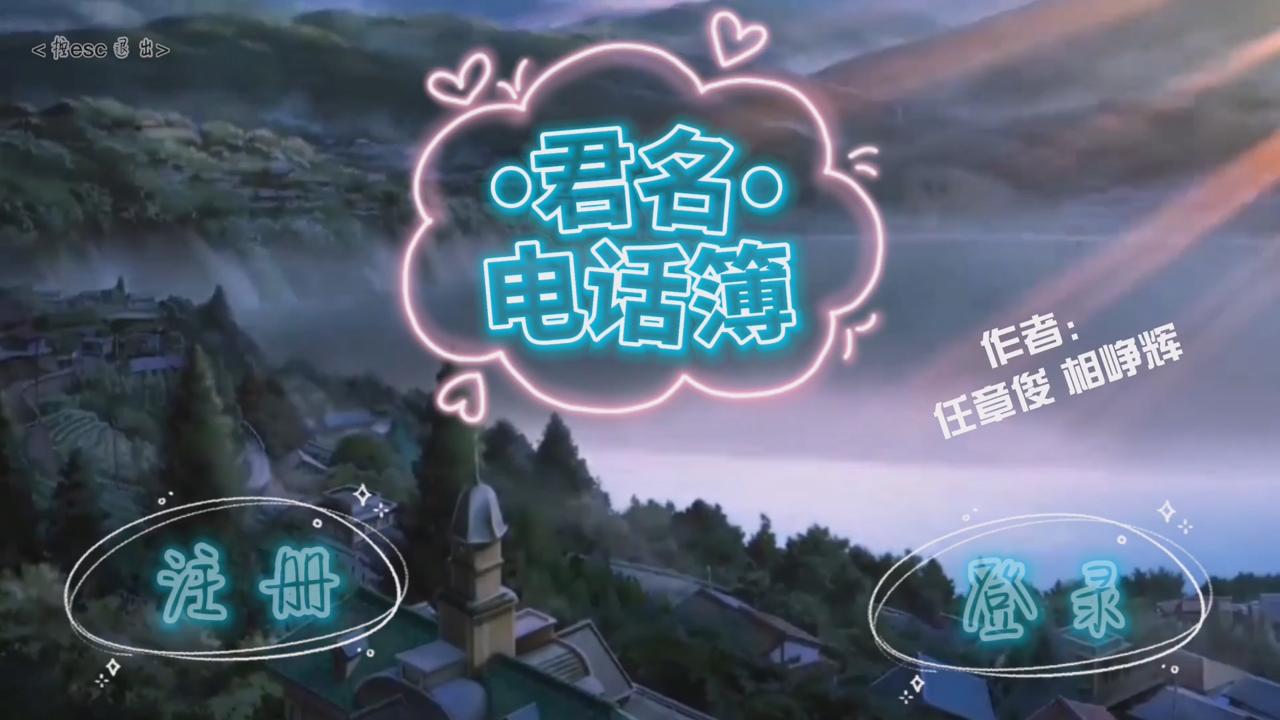 <按esc 退 出>
·君名·
电话簿
作者：
任章俊 相峥辉
注 册
登 录